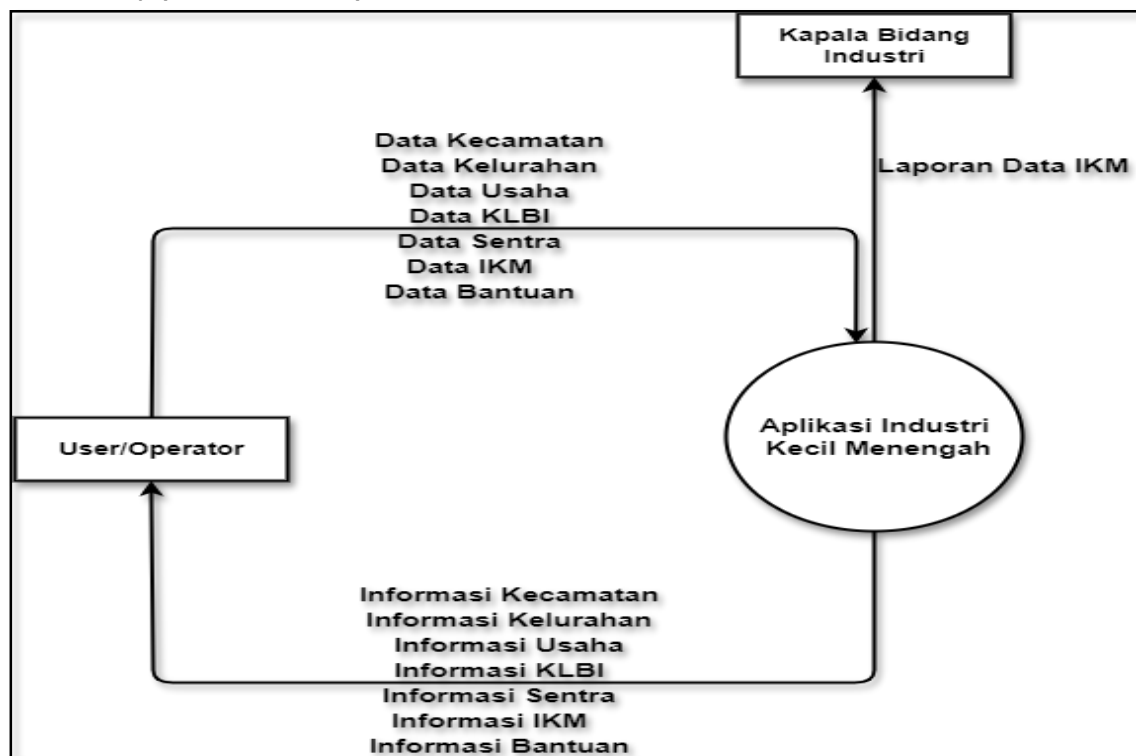 Kapala Bidang
Industri
Data Kecamatan
Data Kelurahan
Data Usaha
Data KLBI
Data Sentra
Data IKM
Data Bantuan
Laporan Data IKM
User/Operator
Aplikasi Industri
Kecil Menengah
Informasi Kecamatan
Informasi Kelurahan
Informasi Usaha
Informasi KLBI
Informasi Sentra
Informasi IKM
Informasi Bantuan